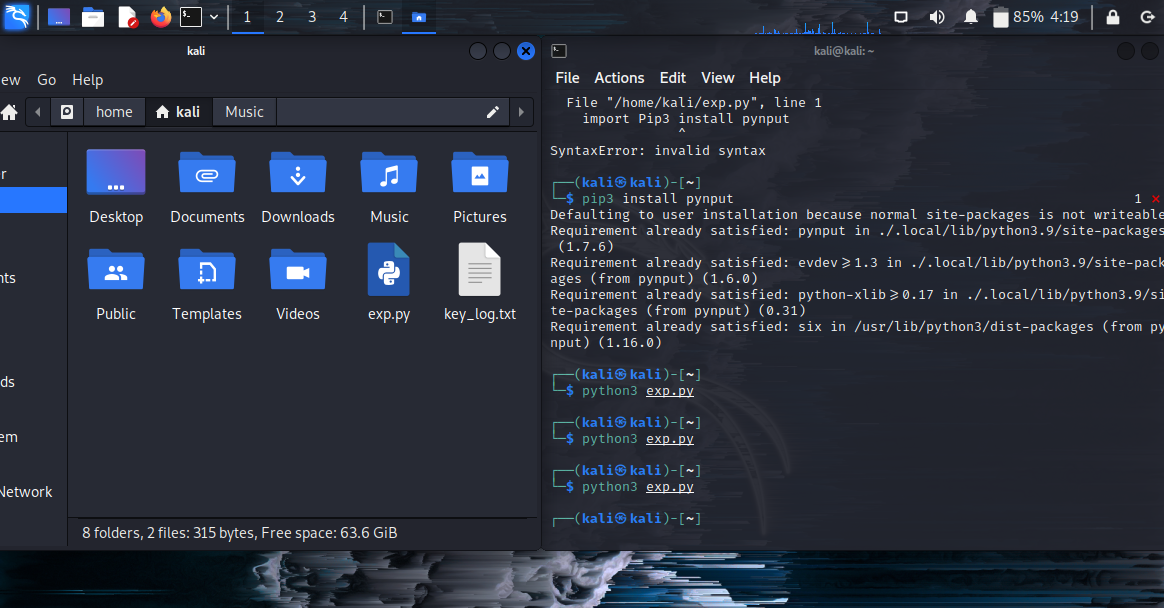 1 2 3 4 85% 4:19
kali
ew Go Help
home kali Music
r
nts
ds
em
Network
Desktop Documents Downloads Music Pictures
Public Templates Videos exp.py key_log.txt
8 folders, 2 files: 315 bytes, Free space: 63.6 GiB
kali@kali: ~
File Actions Edit View Help
File "/home/kali/exp.py", line 1
import Pip3 install pynput
^
SyntaxError: invalid syntax
┌──(kali㉿kali)-[~]
└─$ pip3 install pynput 1 ⨯
Defaulting to user installation because normal site-packages is not writeable
Requirement already satisfied: pynput in ./.local/lib/python3.9/site-packages
(1.7.6)
Requirement already satisfied: evdev≥1.3 in ./.local/lib/python3.9/site-pack
ages (from pynput) (1.6.0)
Requirement already satisfied: python-xlib≥0.17 in ./.local/lib/python3.9/si
te-packages (from pynput) (0.31)
Requirement already satisfied: six in /usr/lib/python3/dist-packages (from py
nput) (1.16.0)
┌──(kali㉿kali)-[~]
└─$ python3 exp.py
┌──(kali㉿kali)-[~]
└─$ python3 exp.py
┌──(kali㉿kali)-[~]
└─$ python3 exp.py
┌──(kali㉿kali)-[~]